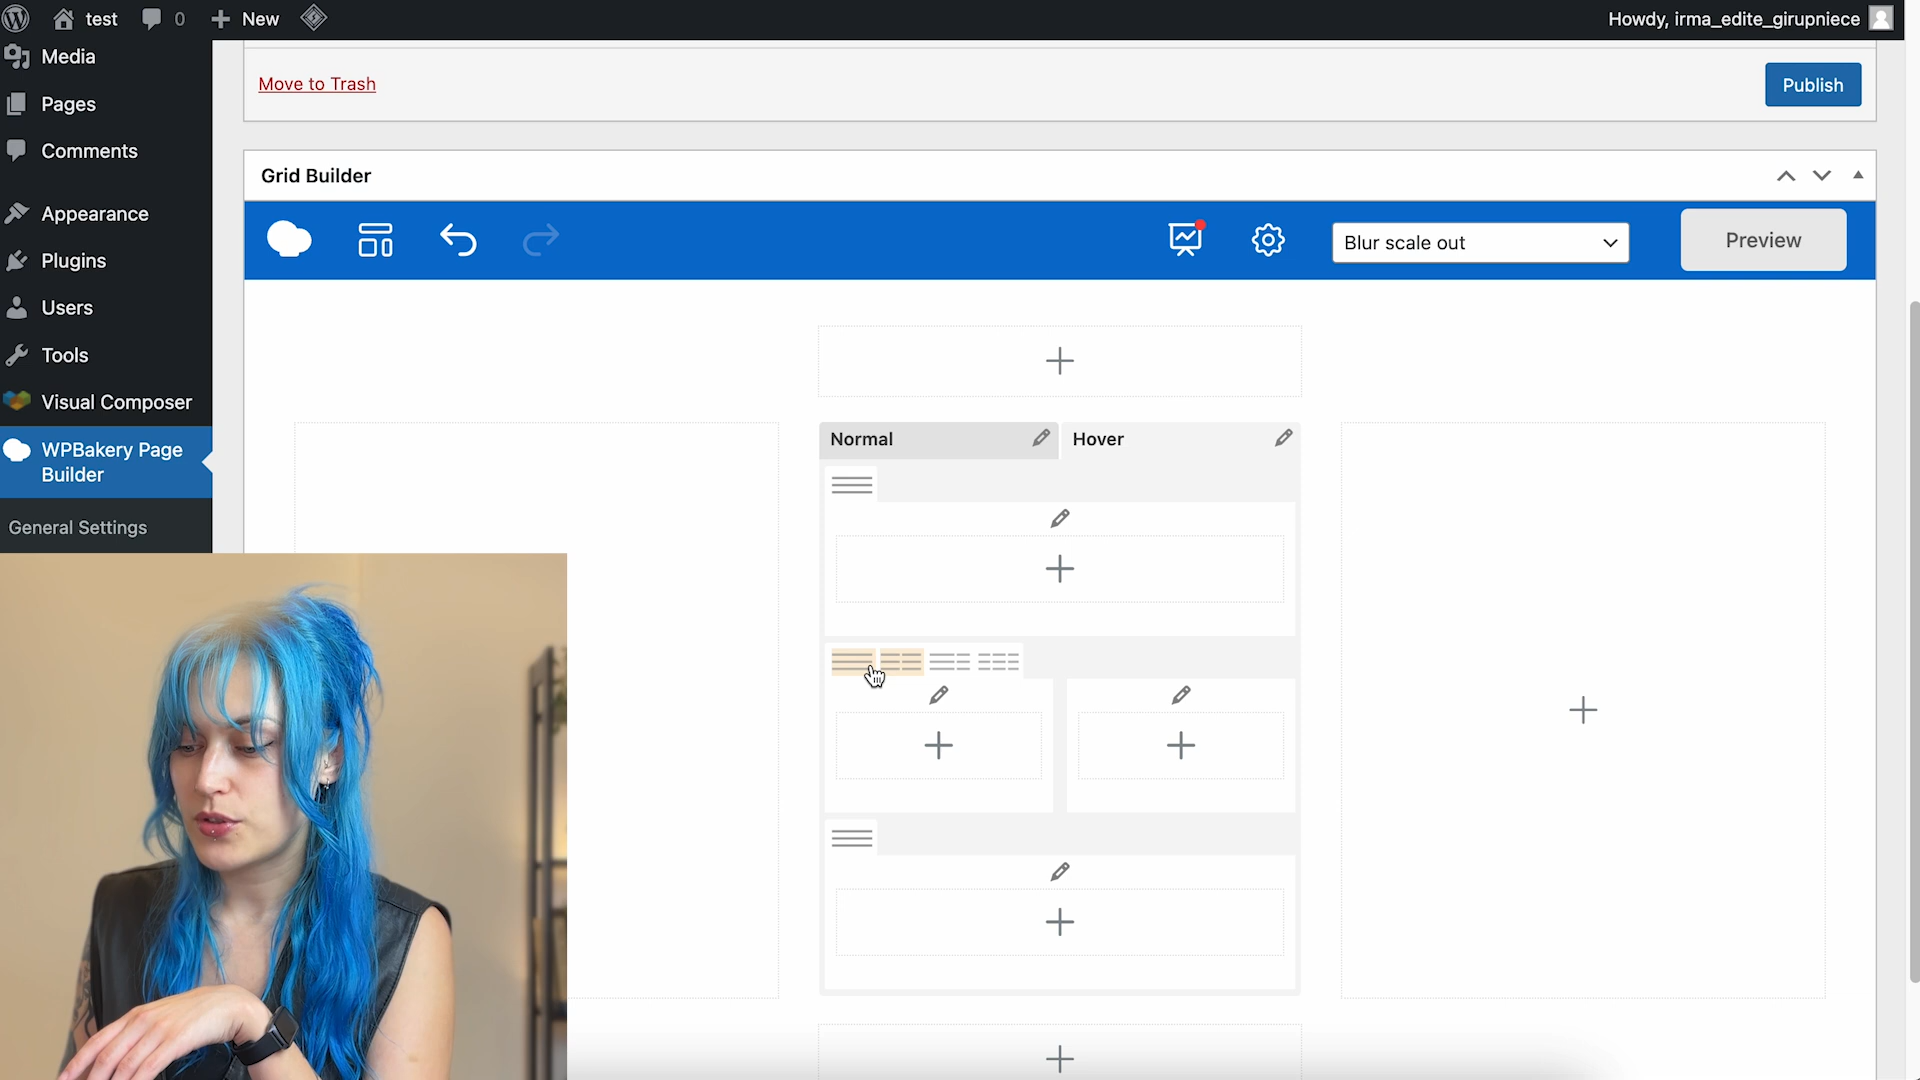 test
0
New
Howdy, irma_edite_girupniece
Media
Pages
Comments
Appearance
Plugins
Users
Tools
Visual Composer
WPBakery Page
Builder
General Settings
Move to Trash
Publish
Grid Builder
Blur scale out
Preview
Normal
Hover